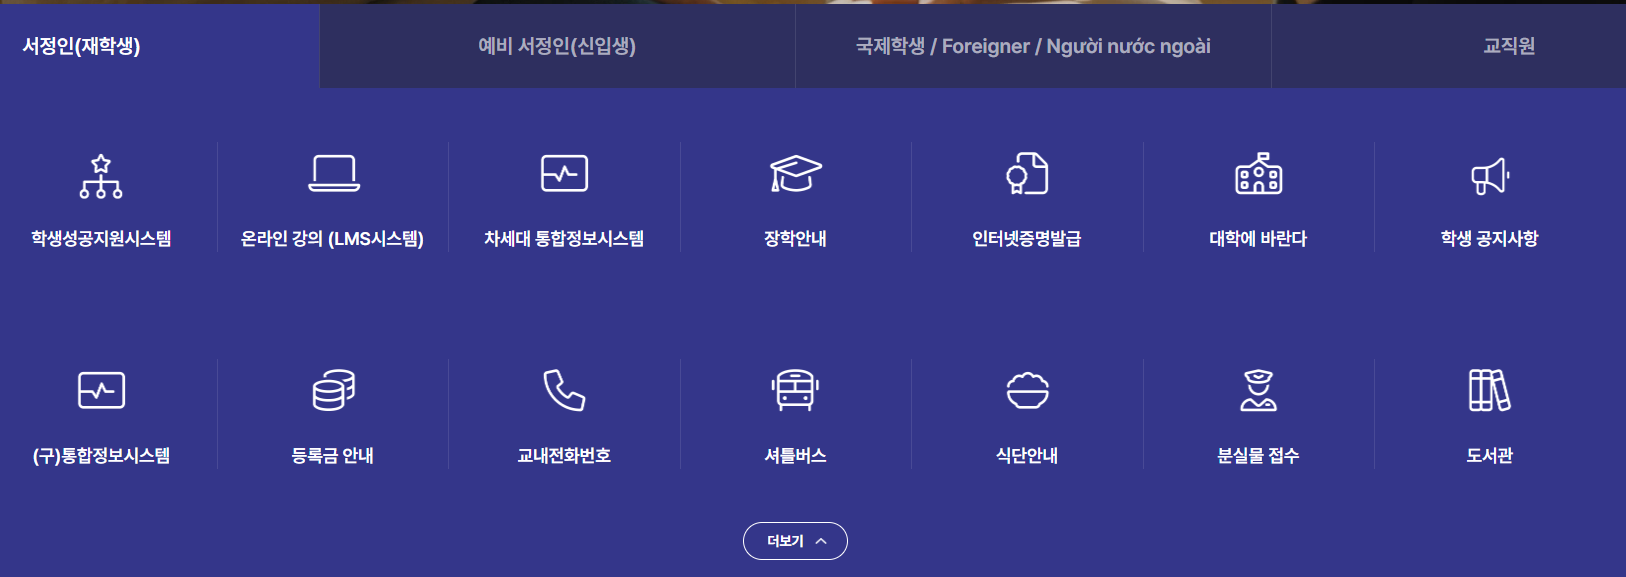 서정인(재학생)
예비 서정인(신입생)
국제학생 / Foreigner / Người nước ngoài
교직원
학생성공지원시스템
온라인 강의 (LMS시스템)
차세대 통합정보시스템
장학안내
인터넷증명발급
대학에 바란다
학생 공지사항
(구)통합정보시스템
등록금 안내
교내전화번호
셔틀버스
식단안내
분실물 접수
도서관
더보기